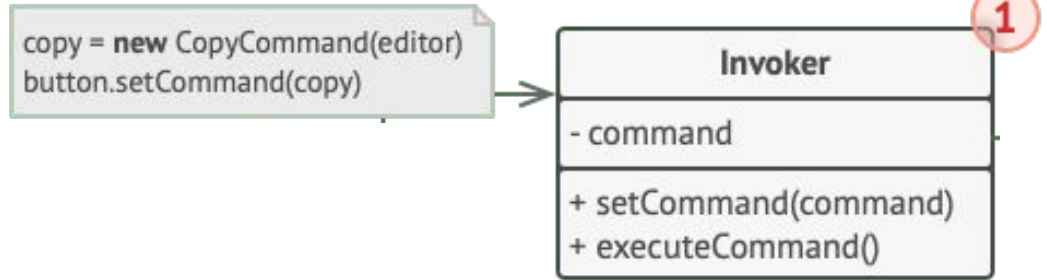 copy = new CopyCommand(editor)
button.setCommand(copy)
1
Invoker
- command
+ setCommand(command)
+ executeCommand()